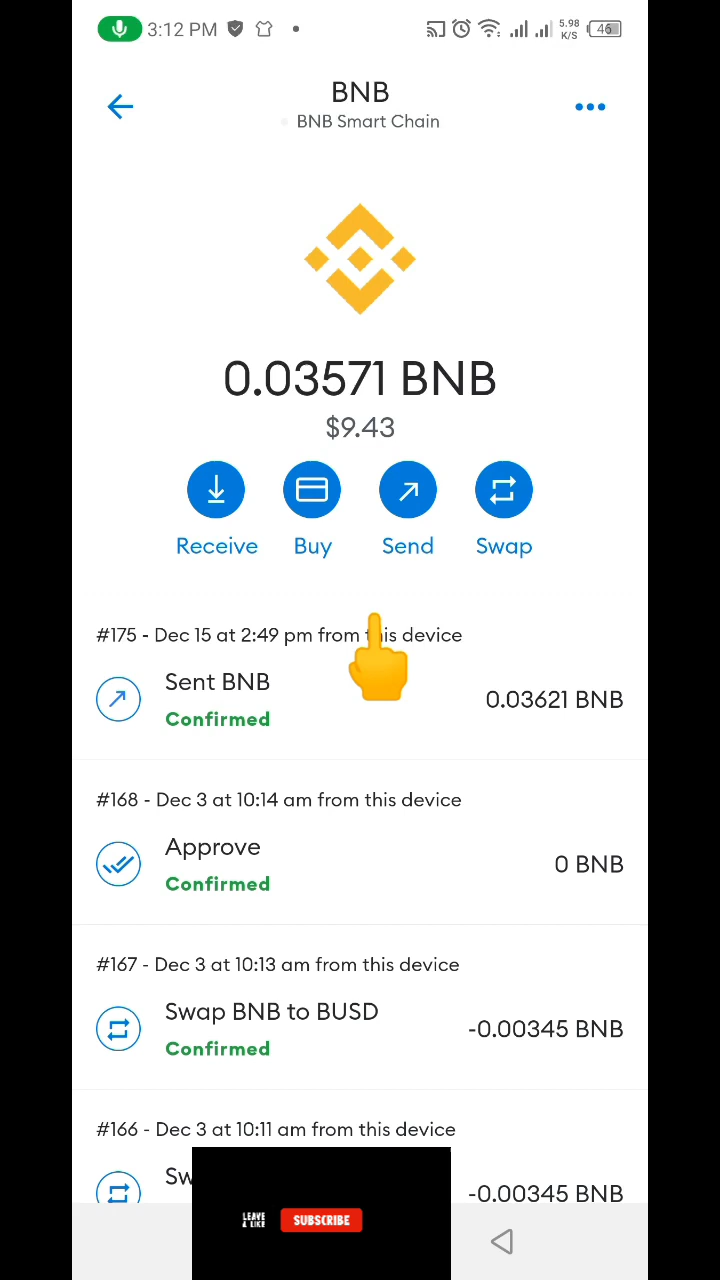 3:12 PM
5.98
K/S
46
BNB
BNB Smart Chain
0.03571 BNB
$9.43
Receive
Buy
Send
Swap
#175 - Dec 15 at 2:49 pm from this device
Sent BNB
0.03621 BNB
Confirmed
#168 - Dec 3 at 10:14 am from this device
Approve
0 BNB
Confirmed
#167 - Dec 3 at 10:13 am from this device
Swap BNB to BUSD
-0.00345 BNB
Confirmed
#166 - Dec 3 at 10:11 am from this device
Sw
-0.00345 BNB
LEAVE
A LIKE
SUBSCRIBE